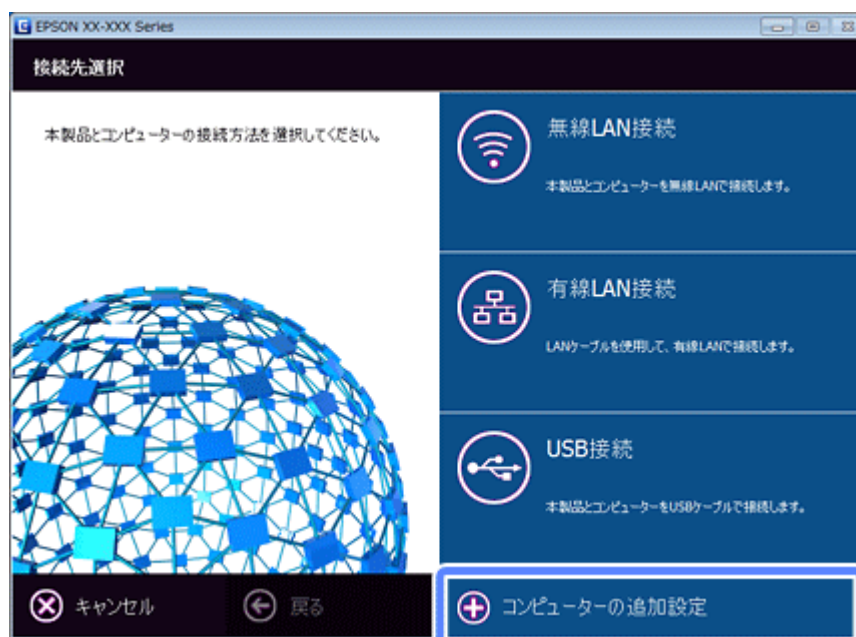 EPSON XX-XXX Series
接続先選択
本製品とコンピューターの接続方法を選択してください。
無線LAN接続
本製品とコンピューターを無線LANで接続します。
有線LAN接続
LANケーブルを使用して、有線LANで接続します。
USB接続
本製品とコンピューターをUSBケーブルで接続します。
キャンセル
戻る
コンピューターの追加設定